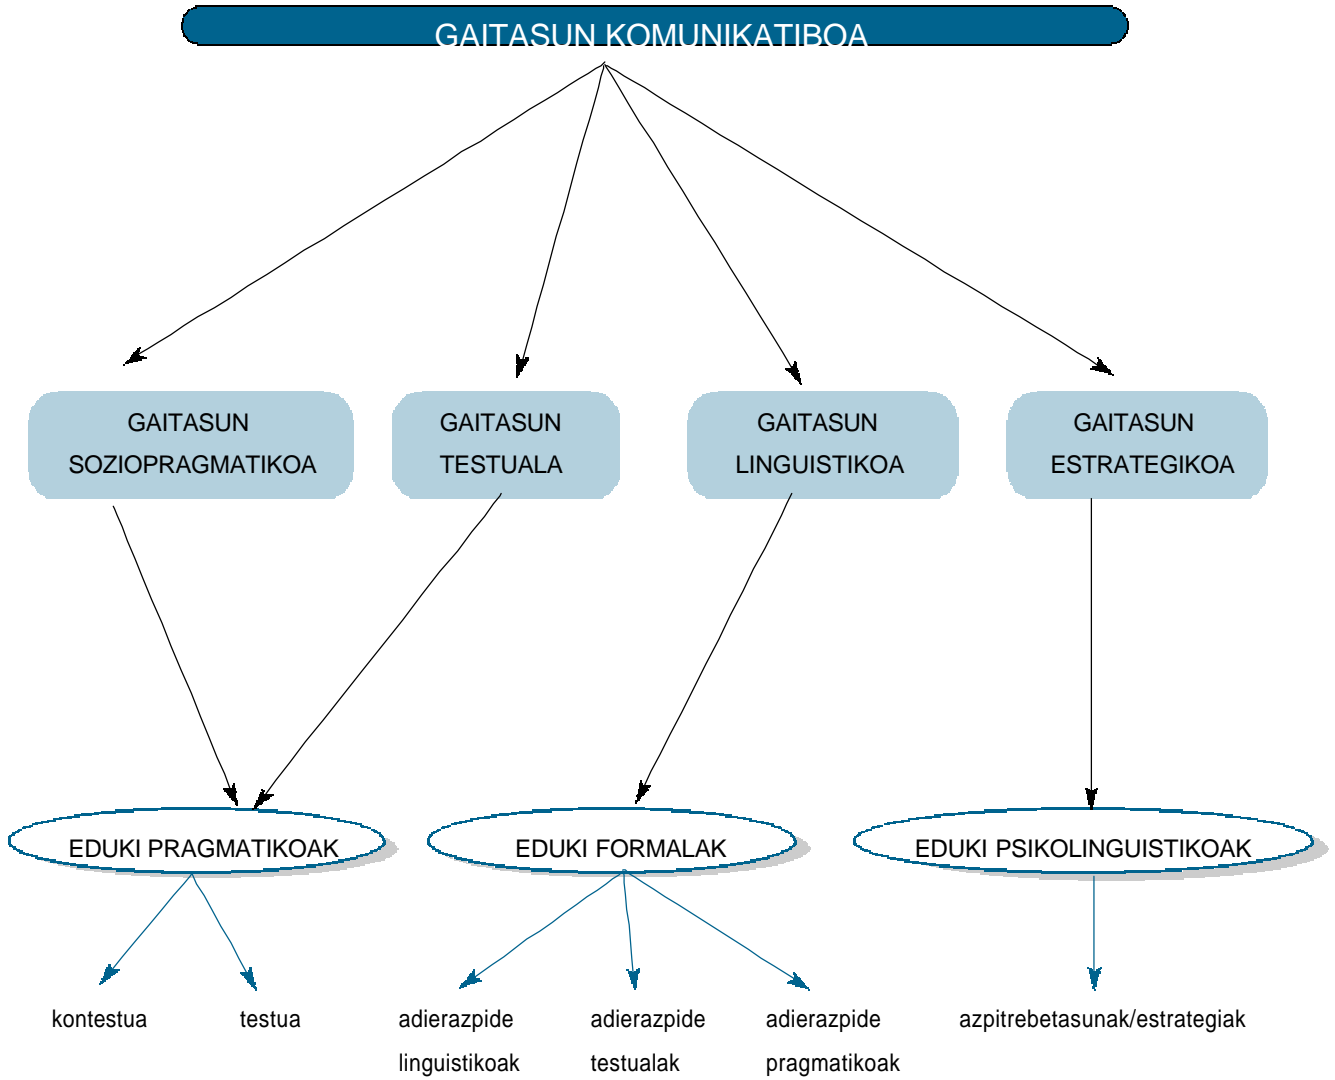 GAITASUN KOMUNIKATIBOA
GAITASUN
SOZIOPRAGMATIKOA
GAITASUN
TESTUALA
GAITASUN
LINGUISTIKOA
GAITASUN
ESTRATEGIKOA
EDUKI PRAGMATIKOAK
EDUKI FORMALAK
EDUKI PSIKOLINGUISTIKOAK
kontestua
testua
adierazpide
linguistikoak
adierazpide
testualak
adierazpide
pragmatikoak
azpitrebetasunak/estrategiak